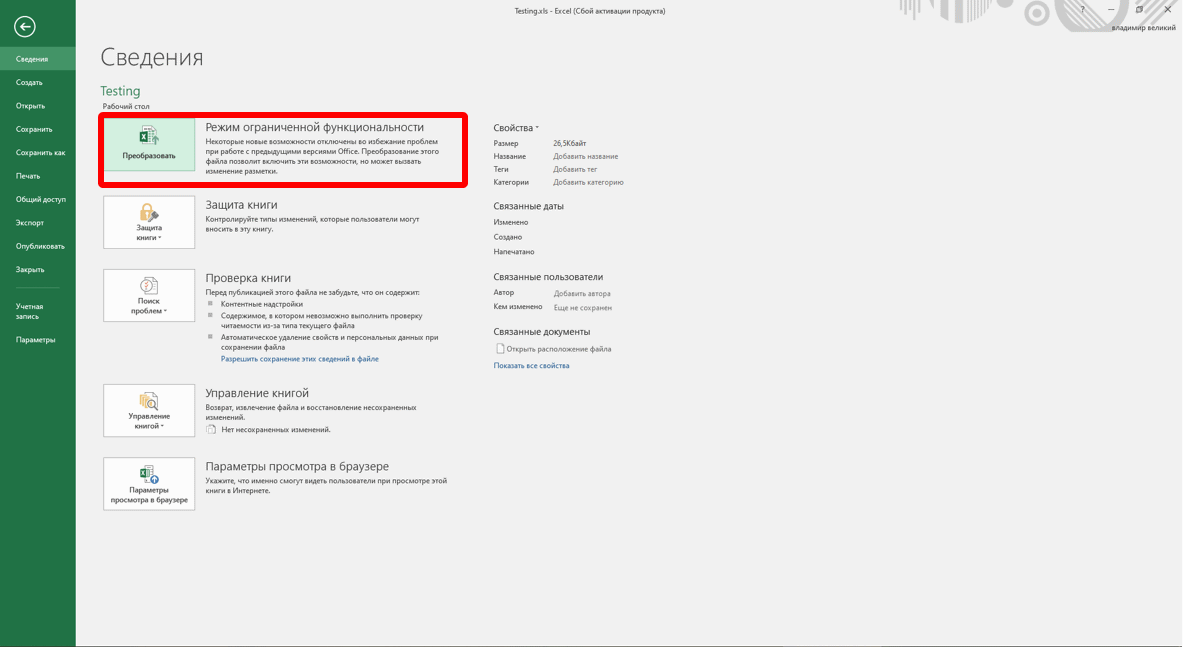 Testing.xls - Excel (Сбой активации продукта)
?
владимир великий
Сведения
Создать
Открыть
Сохранить
Сохранить как
Печать
Общий доступ
Экспорт
Опубликовать
Закрыть
Учетная
запись
Параметры
Сведения
Testing
Рабочий стол
Преобразовать
Режим ограниченной функциональности
Некоторые новые возможности отключены во избежание проблем
при работе с предыдущими версиями Office. Преобразование этого
файла позволит включить эти возможности, но может вызвать
изменение разметки.
Защита
книги
Защита книги
Контролируйте типы изменений, которые пользователи могут
вносить в эту книгу.
Поиск
проблем
Проверка книги
Перед публикацией этого файла не забудьте, что он содержит:
Контентные надстройки
Содержимое, в котором невозможно выполнить проверку
читаемости из-за типа текущего файла
Автоматическое удаление свойств и персональных данных при
сохранении файла
Разрешить сохранение этих сведений в файле
Управление
книгой
Управление книгой
Возврат, извлечение файла и восстановление несохраненных
изменений.
Нет несохраненных изменений.
Параметры
просмотра в браузере
Параметры просмотра в браузере
Укажите, что именно смогут видеть пользователи при просмотре этой
книги в Интернете.
Свойства
Размер 26,5Кбайт
Название Добавить название
Теги Добавить тег
Категории Добавить категорию
Связанные даты
Изменено
Создано
Напечатано
Связанные пользователи
Автор Добавить автора
Кем изменено Еще не сохранен
Связанные документы
Открыть расположение файла
Показать все свойства